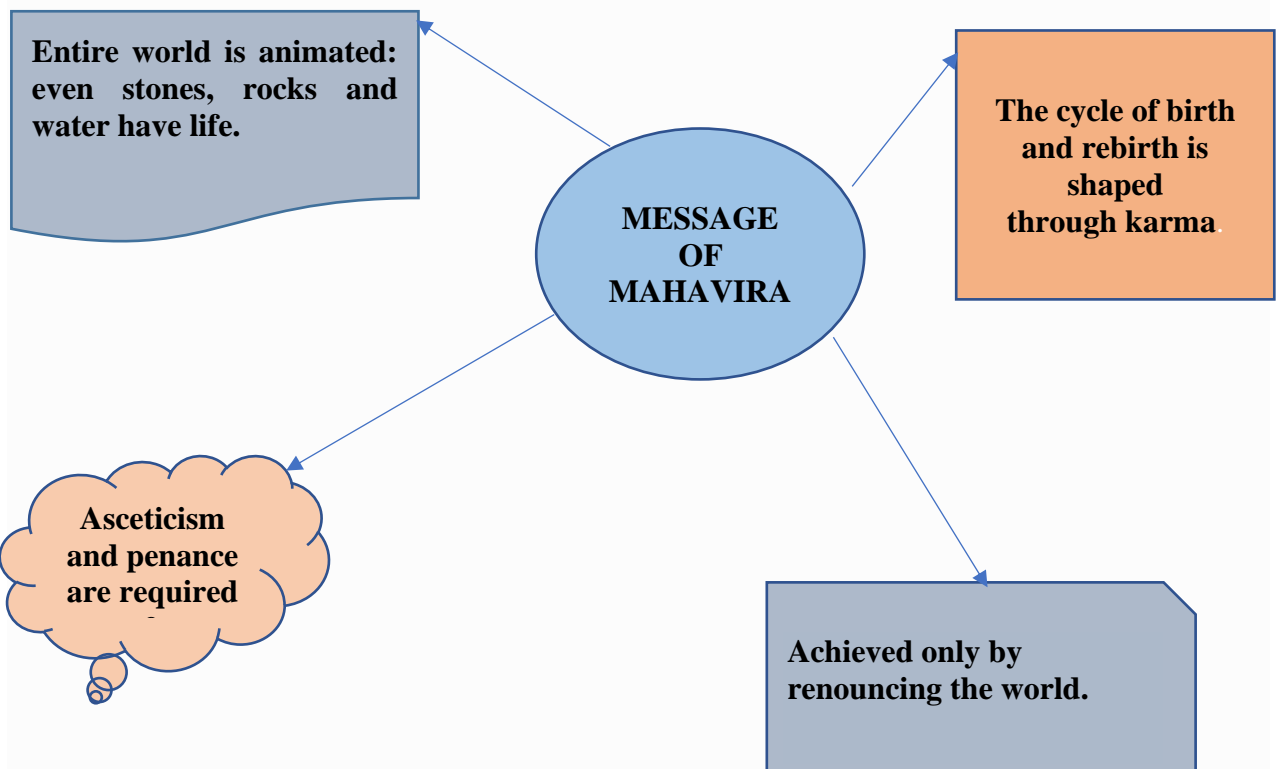 Entire world is animated:
even stones, rocks and
water have life.
The cycle of birth
and rebirth is
shaped
through karma.
MESSAGE
OF
MAHAVIRA
Asceticism
and penance
are required
Achieved only by
renouncing the world.